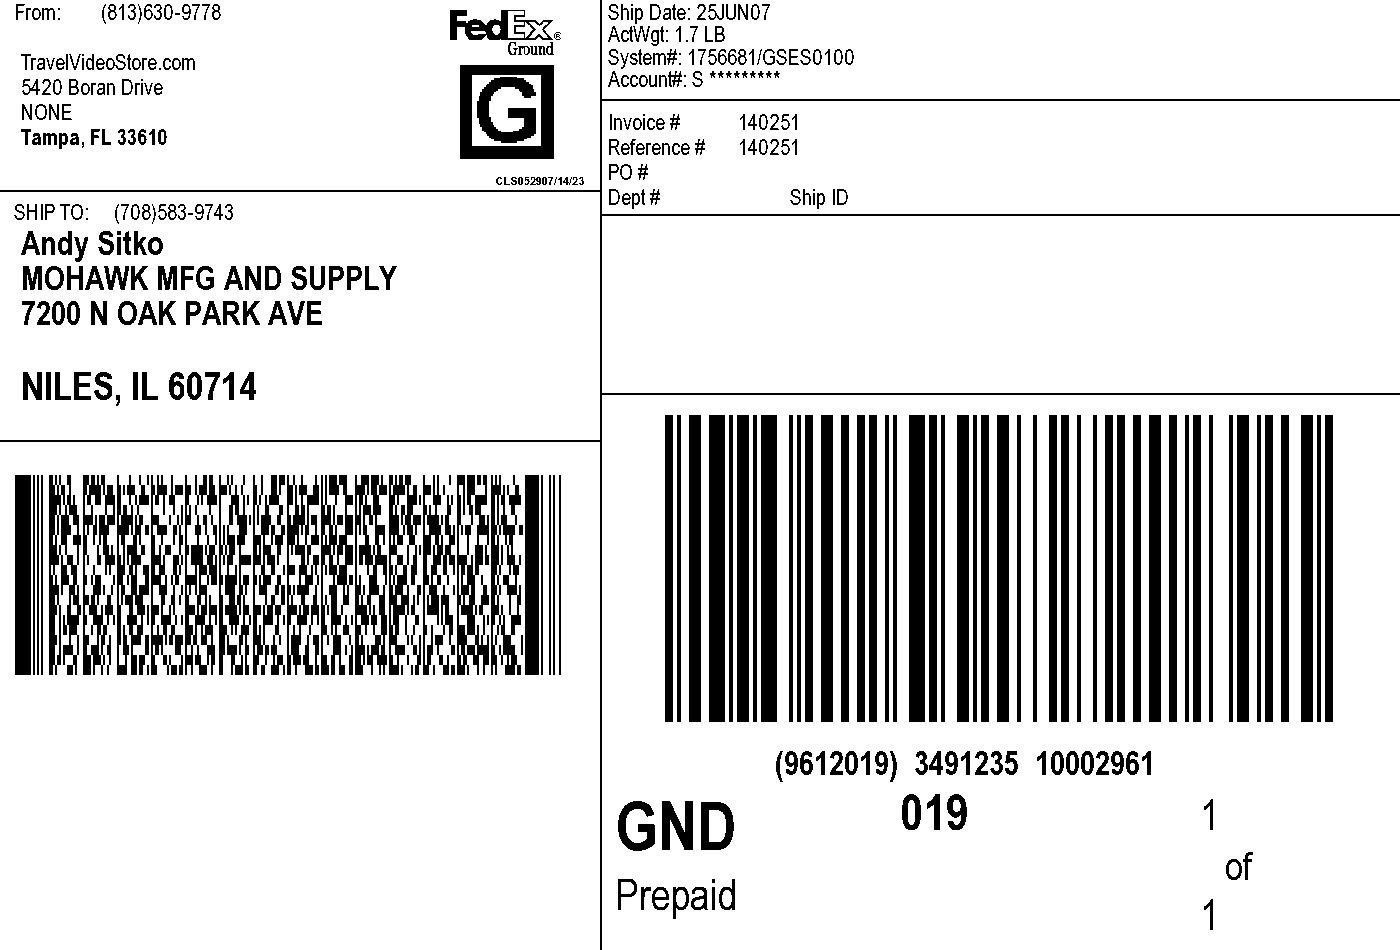 From: (813)630-9778
TravelVideoStore.com
5420 Boran Drive
NONE
Tampa, FL 33610
FedEx®
Ground
G
CLS052907/14/23
Ship Date: 25JUN07
ActWgt: 1.7 LB
System#: 1756681/GSES0100
Account#: S *********
Invoice # 140251
Reference # 140251
PO #
Dept # Ship ID
SHIP TO: (708)583-9743
Andy Sitko
MOHAWK MFG AND SUPPLY
7200 N OAK PARK AVE
NILES, IL 60714
(9612019) 3491235 10002961
GND 019 1
of
Prepaid 1